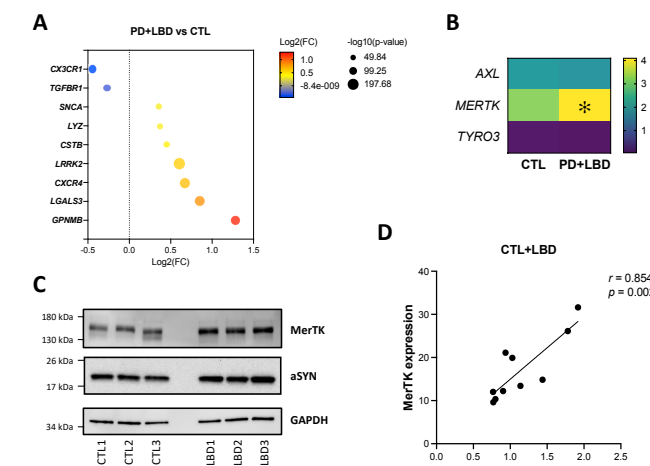 A
PD+LBD vs CTL
CX3CR1
TGFBR1
SNCA
LYZ
CSTB
LRRK2
CXCR4
LGALS3
GPNMB
-0.5 0.0 0.5 1.0 1.5
Log2(FC)
Log2(FC)
1.0
0.5
-8.4e-009
-log10(p-value)
49.84
99.25
197.68
B
AXL
MERTK
TYRO3
*
CTL PD+LBD
4
3
2
1
C
180 kDa
130 kDa
26 kDa
17 kDa
34 kDa
MerTK
aSYN
GAPDH
CTL1
CTL2
CTL3
LBD1
LBD2
LBD3
D
CTL+LBD
r = 0.854
MerTK expression
40
30
20
10
0
0.0 0.5 1.0 1.5 2.0 2.5
p = 0.00